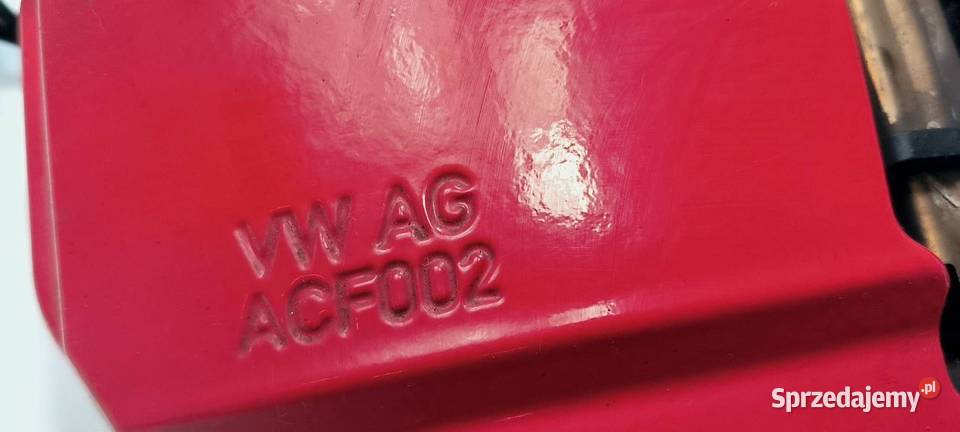 VW AG
ACF002
Sprzedajemy.pl